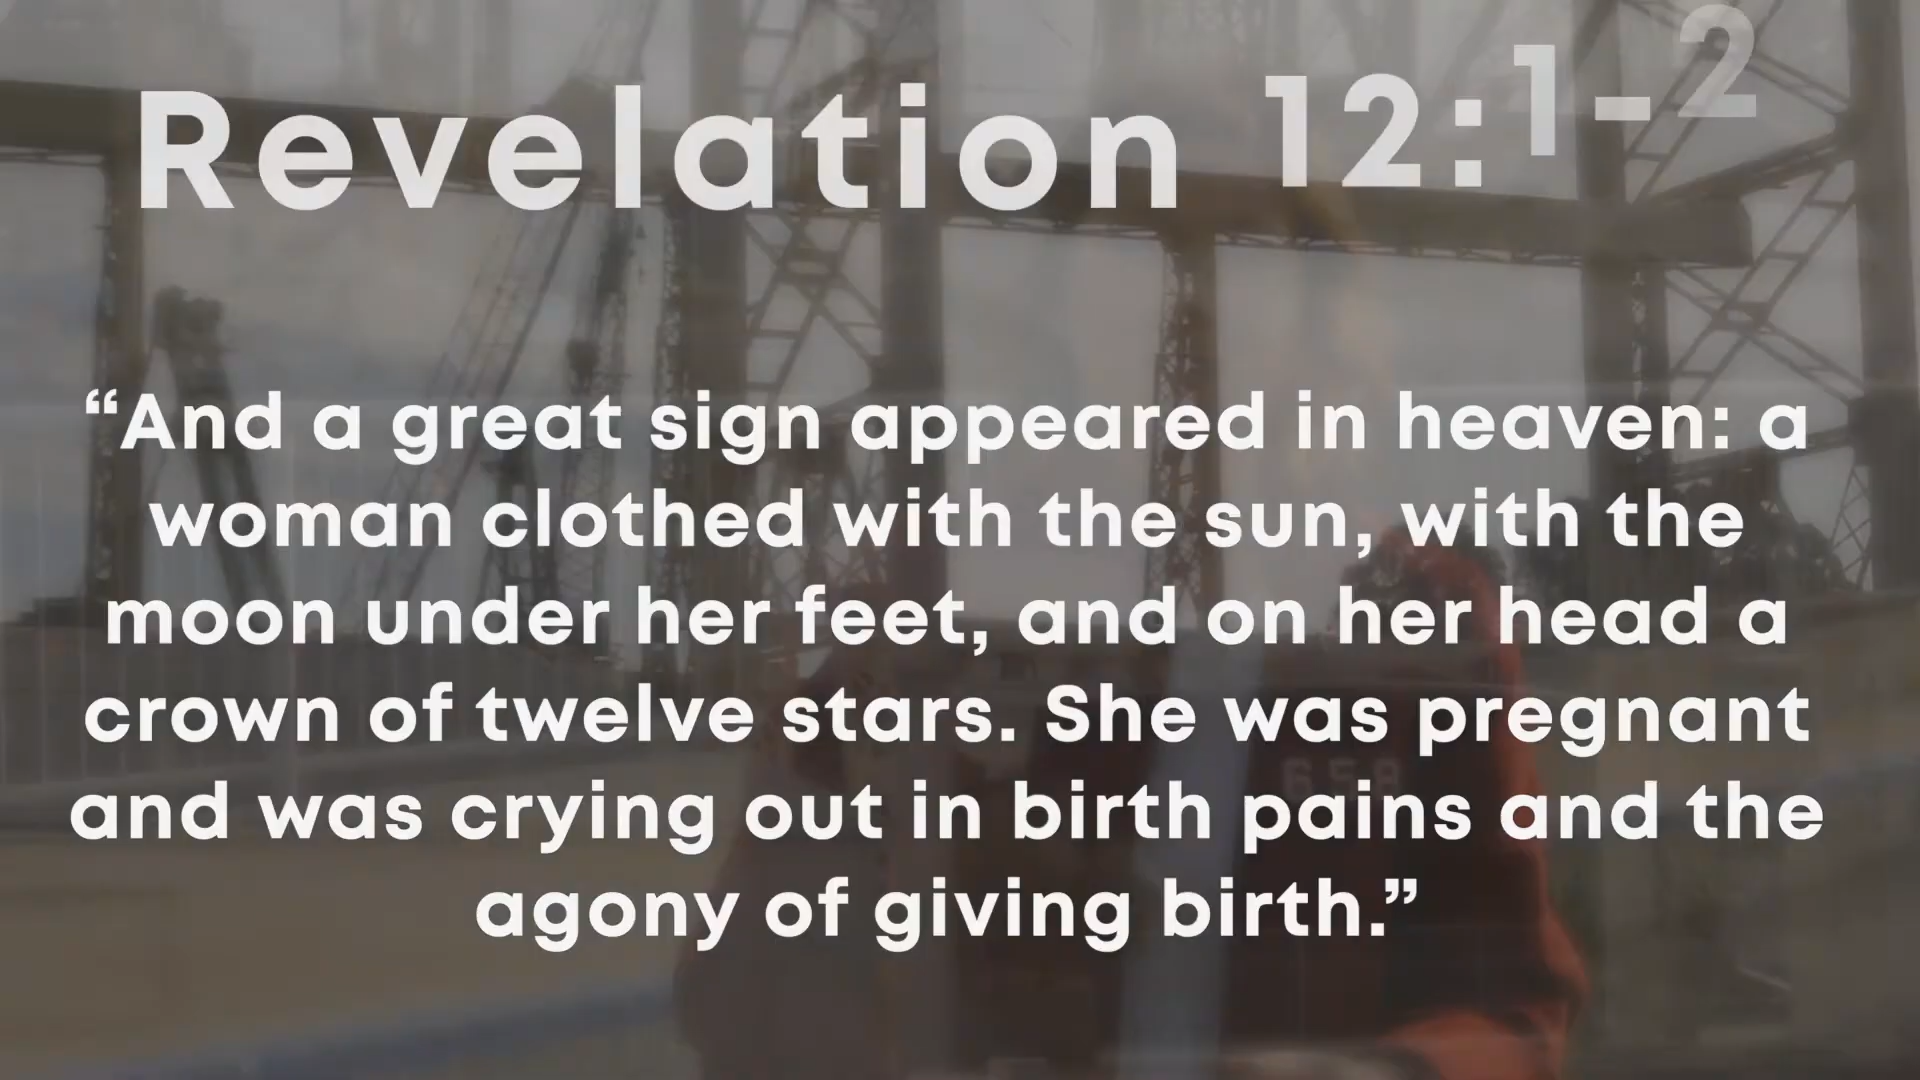 Revelation 12:1-2
“And a great sign appeared in heaven: a
woman clothed with the sun, with the
moon under her feet, and on her head a
crown of twelve stars. She was pregnant
and was crying out in birth pains and the
agony of giving birth.”